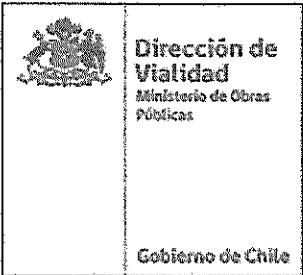 Dirección de
Vialidad
Ministerio de Obras
Públicas
Gobierno de Chile